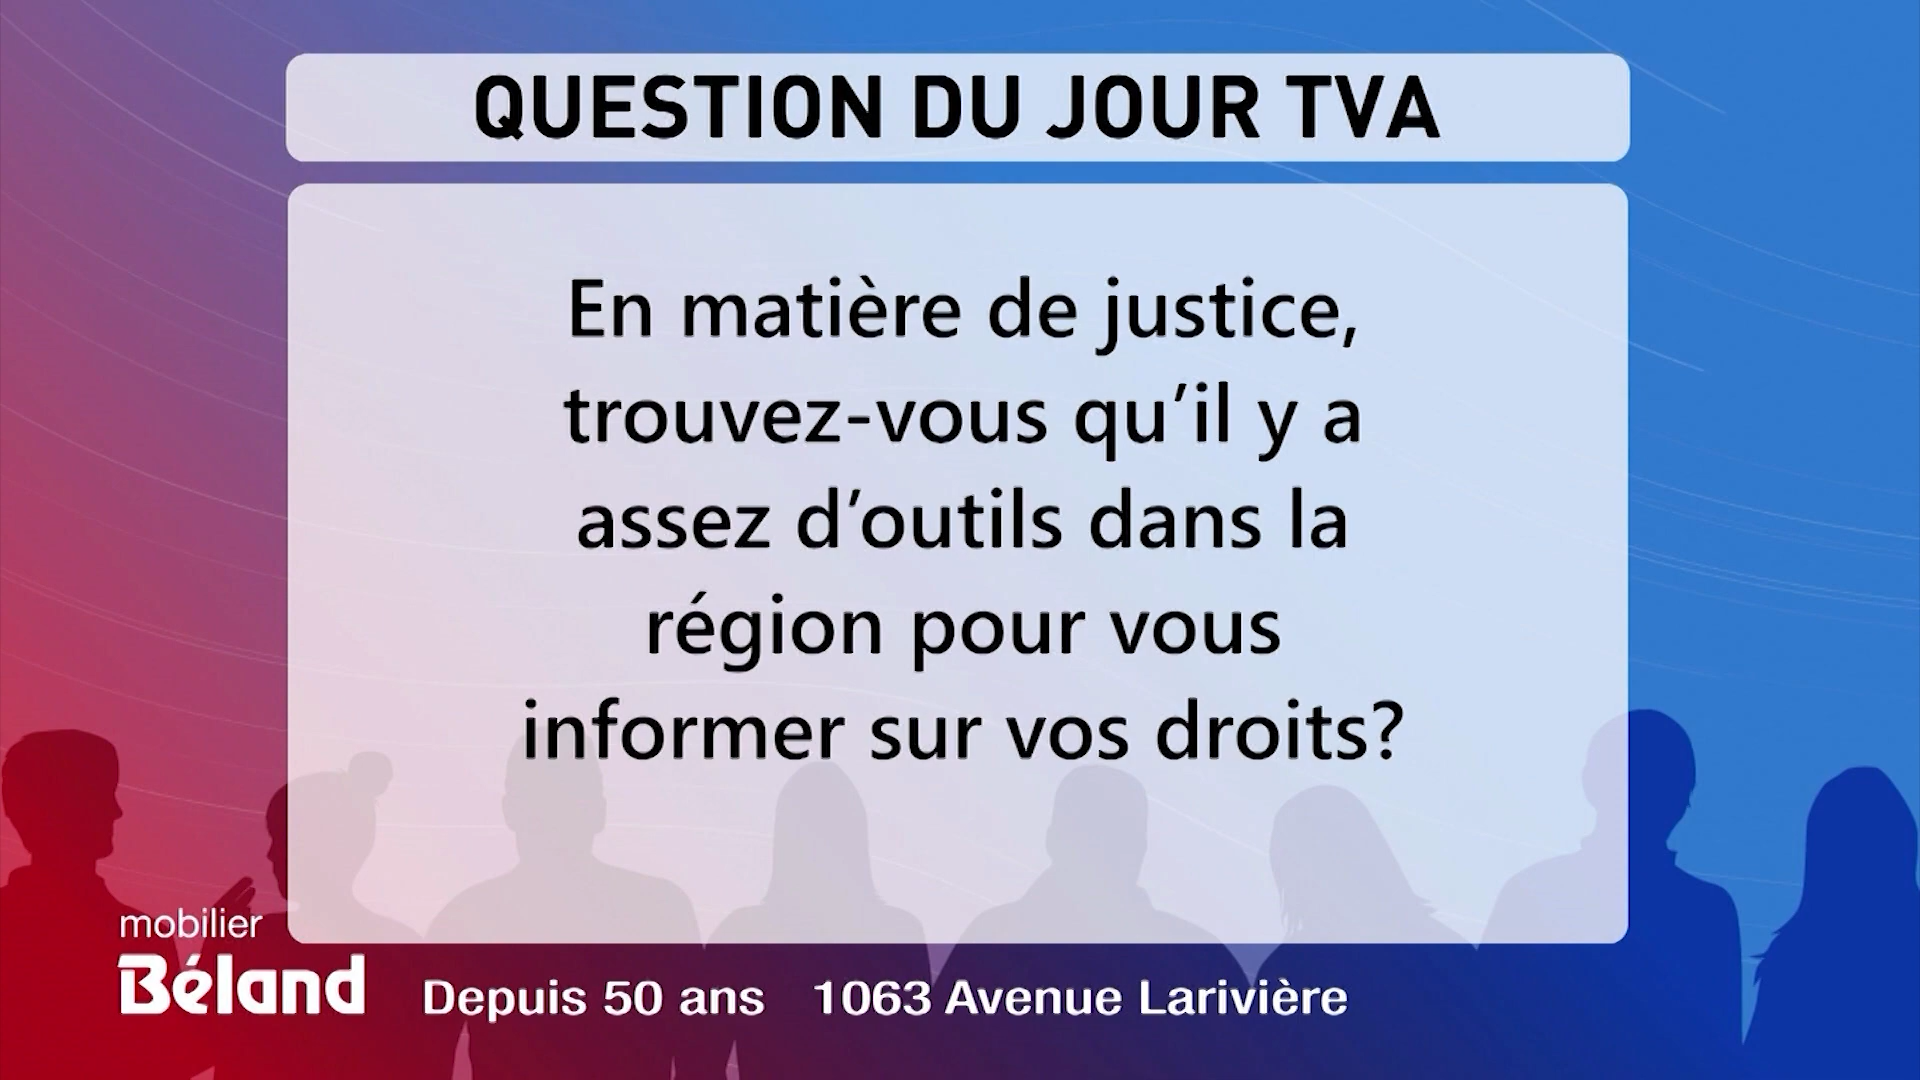 QUESTION DU JOUR TVA
En matière de justice,
trouvez-vous qu’il y a
assez d’outils dans la
région pour vous
informer sur vos droits?
mobilier
Béland
Depuis 50 ans 1063 Avenue Larivière